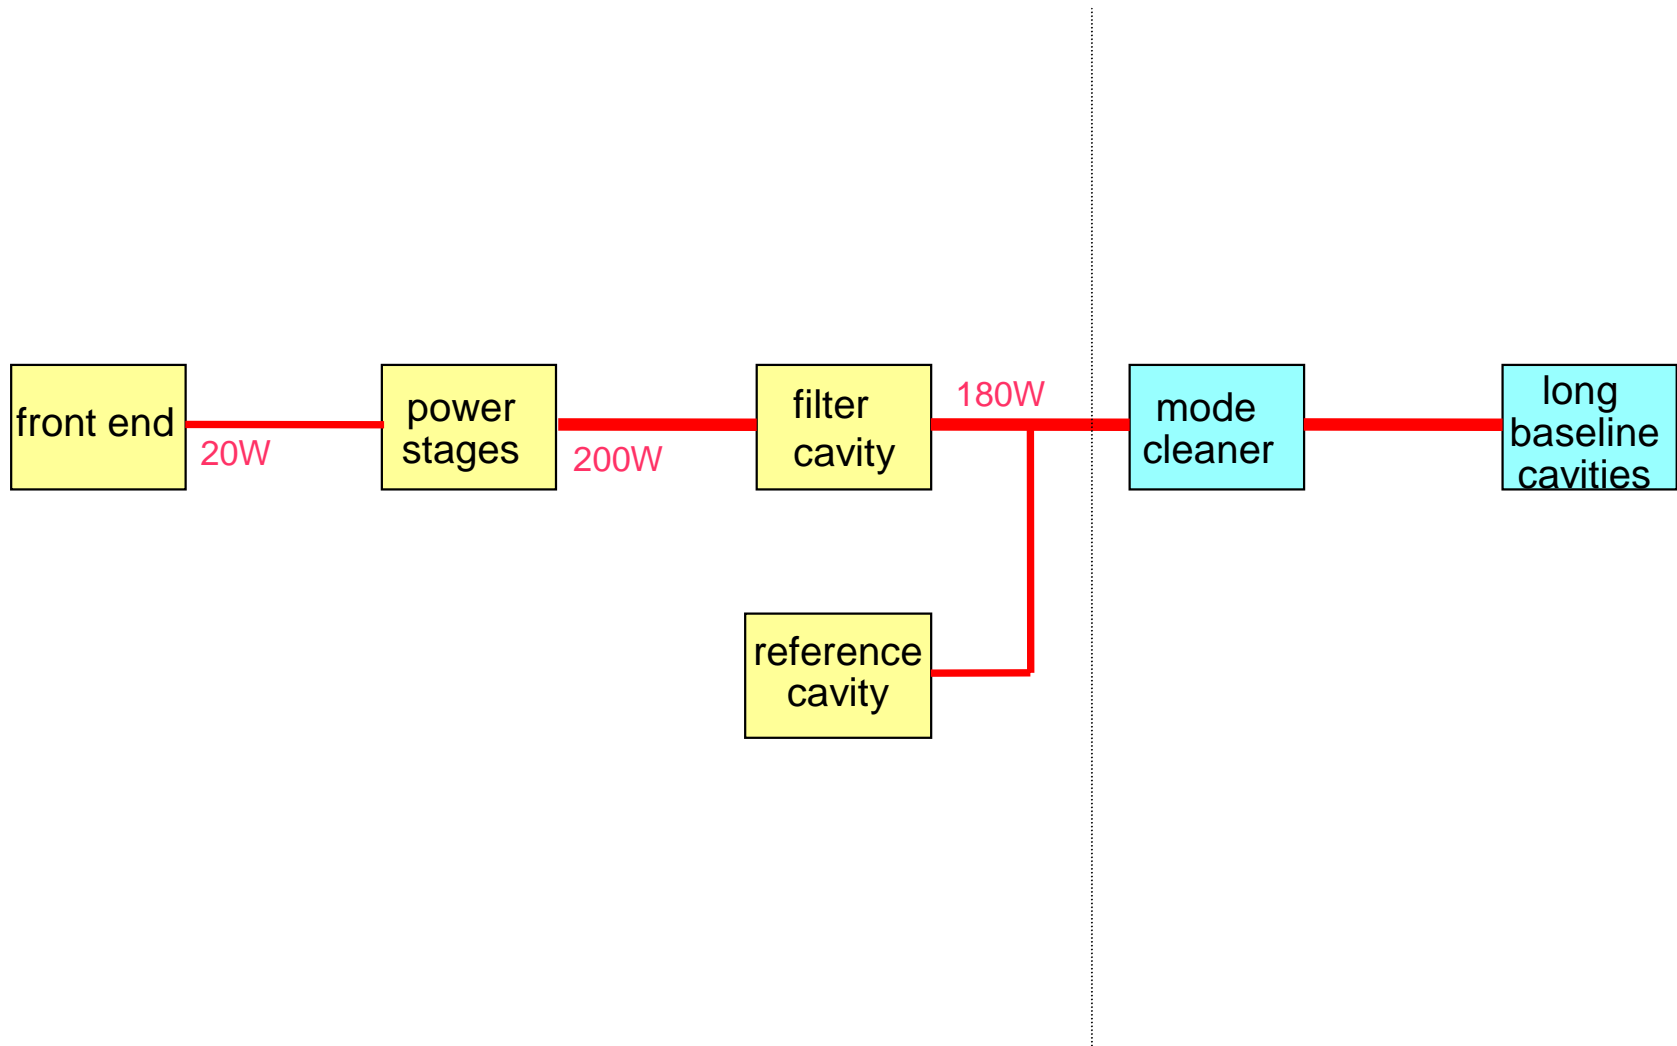 front end
20W
power
stages
200W
filter
cavity
180W
mode
cleaner
long
baseline
cavities
reference
cavity